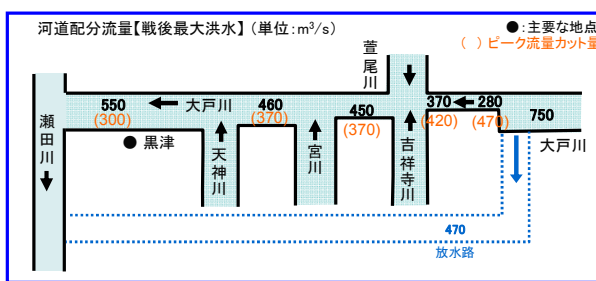 河道配分流量【戦後最大洪水】(単位:m³/s)
●:主要な地点
( ) ピーク流量カット量
萱尾川
550
(300)
大戸川
460
(370)
450
(370)
370
(420)
280
(470)
750
大戸川
瀬田川
●黒津
天神川
宮川
吉祥寺川
470
放水路